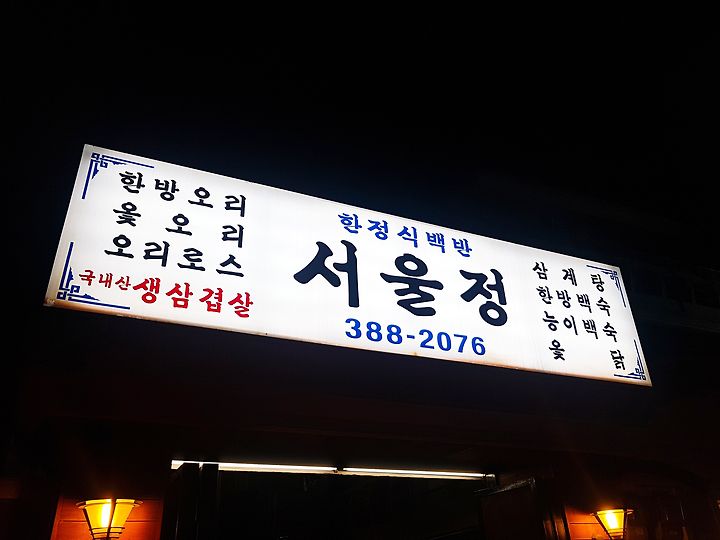 한방오리
옻오리
오리로스
국내산생삼겹살
한정식백반
서울정
388-2076
삼계탕
한방백숙
능이백숙
옻닭